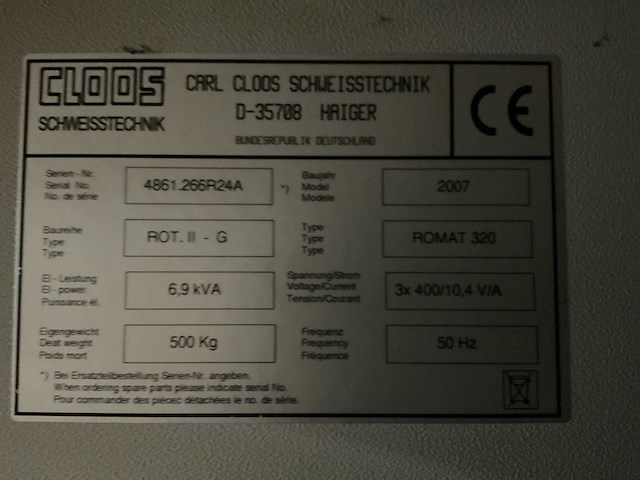 CLOOS
SCHWEISSTECHNIK
CARL CLOOS SCHWEISSTECHNIK
D-35708 HAIGER
BUNDESREPUBLIK DEUTSCHLAND
CE
Serien-Nr.
Serial No.
No. de série
4861.266R24A
*)
Baujahr
Model
Modele
2007
Baureihe
Type
Type
ROT. II - G
Type
Type
Type
ROMAT 320
El-Leistung
El-power
Puissance él.
6,9 kVA
Spannung/Strom
Voltage/Current
Tension/Courant
3x 400/10,4 V/A
Eigengewicht
Deat weight
Poids mort
500 Kg
Frequenz
Frequency
Fréquence
50 Hz
*) Bei Ersatzteilbestellung Serien-Nr. angeben.
When ordering spare parts please indicate serial No.
Pour commander des piécec détachées le no. de série.